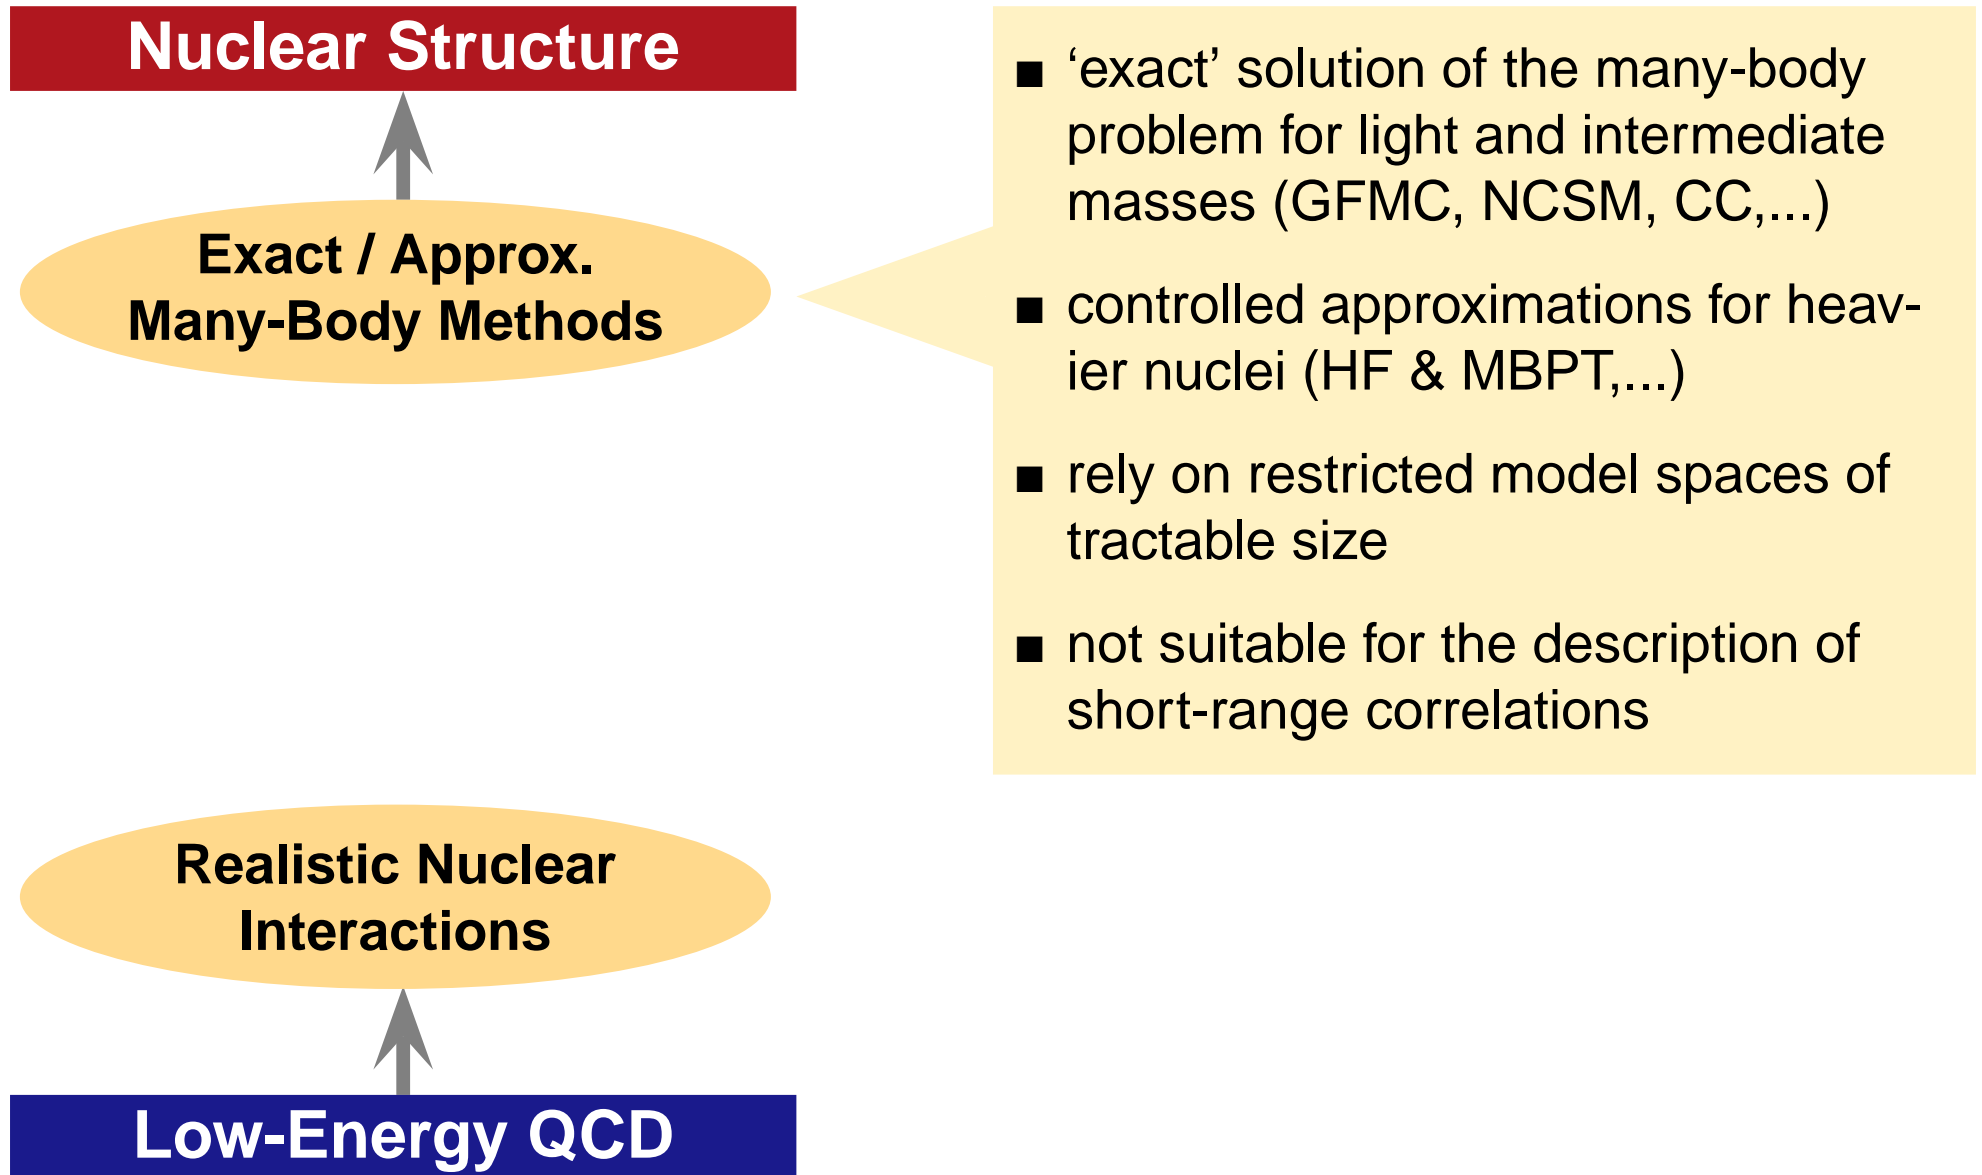 Nuclear Structure
Exact / Approx.
Many-Body Methods
Realistic Nuclear
Interactions
Low-Energy QCD
■ ‘exact’ solution of the many-body
problem for light and intermediate
masses (GFMC, NCSM, CC,...)
■ controlled approximations for heav-
ier nuclei (HF & MBPT,...)
■ rely on restricted model spaces of
tractable size
■ not suitable for the description of
short-range correlations